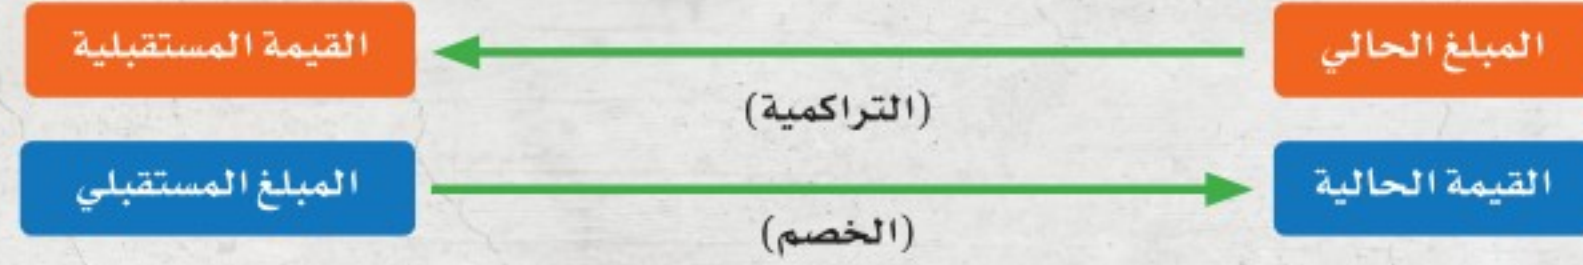 المبلغ الحالي
القيمة المستقبلية
(التراكمية)
القيمة الحالية
المبلغ المستقبلي
(الخصم)